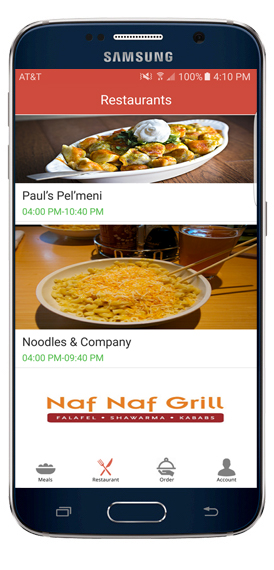 SAMSUNG
AT&T 100% 4:10 PM
Restaurants
Paul's Pel'meni
04:00 PM-10:40 PM
Noodles & Company
04:00 PM-09:40 PM
Naf Naf Grill
FALAFEL • SHAWARMA • KABABS
Meals Restaurant Order Account